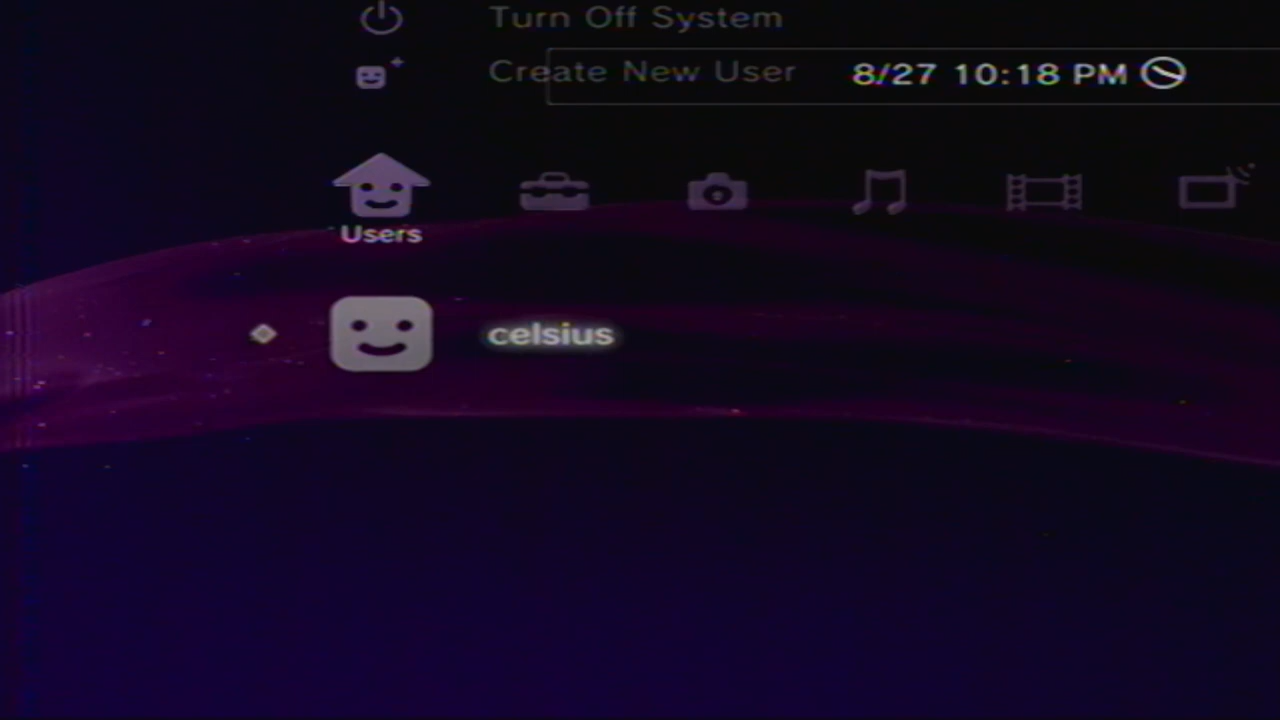 Turn Off System
Create New User
8/27 10:18 PM
Users
celsius